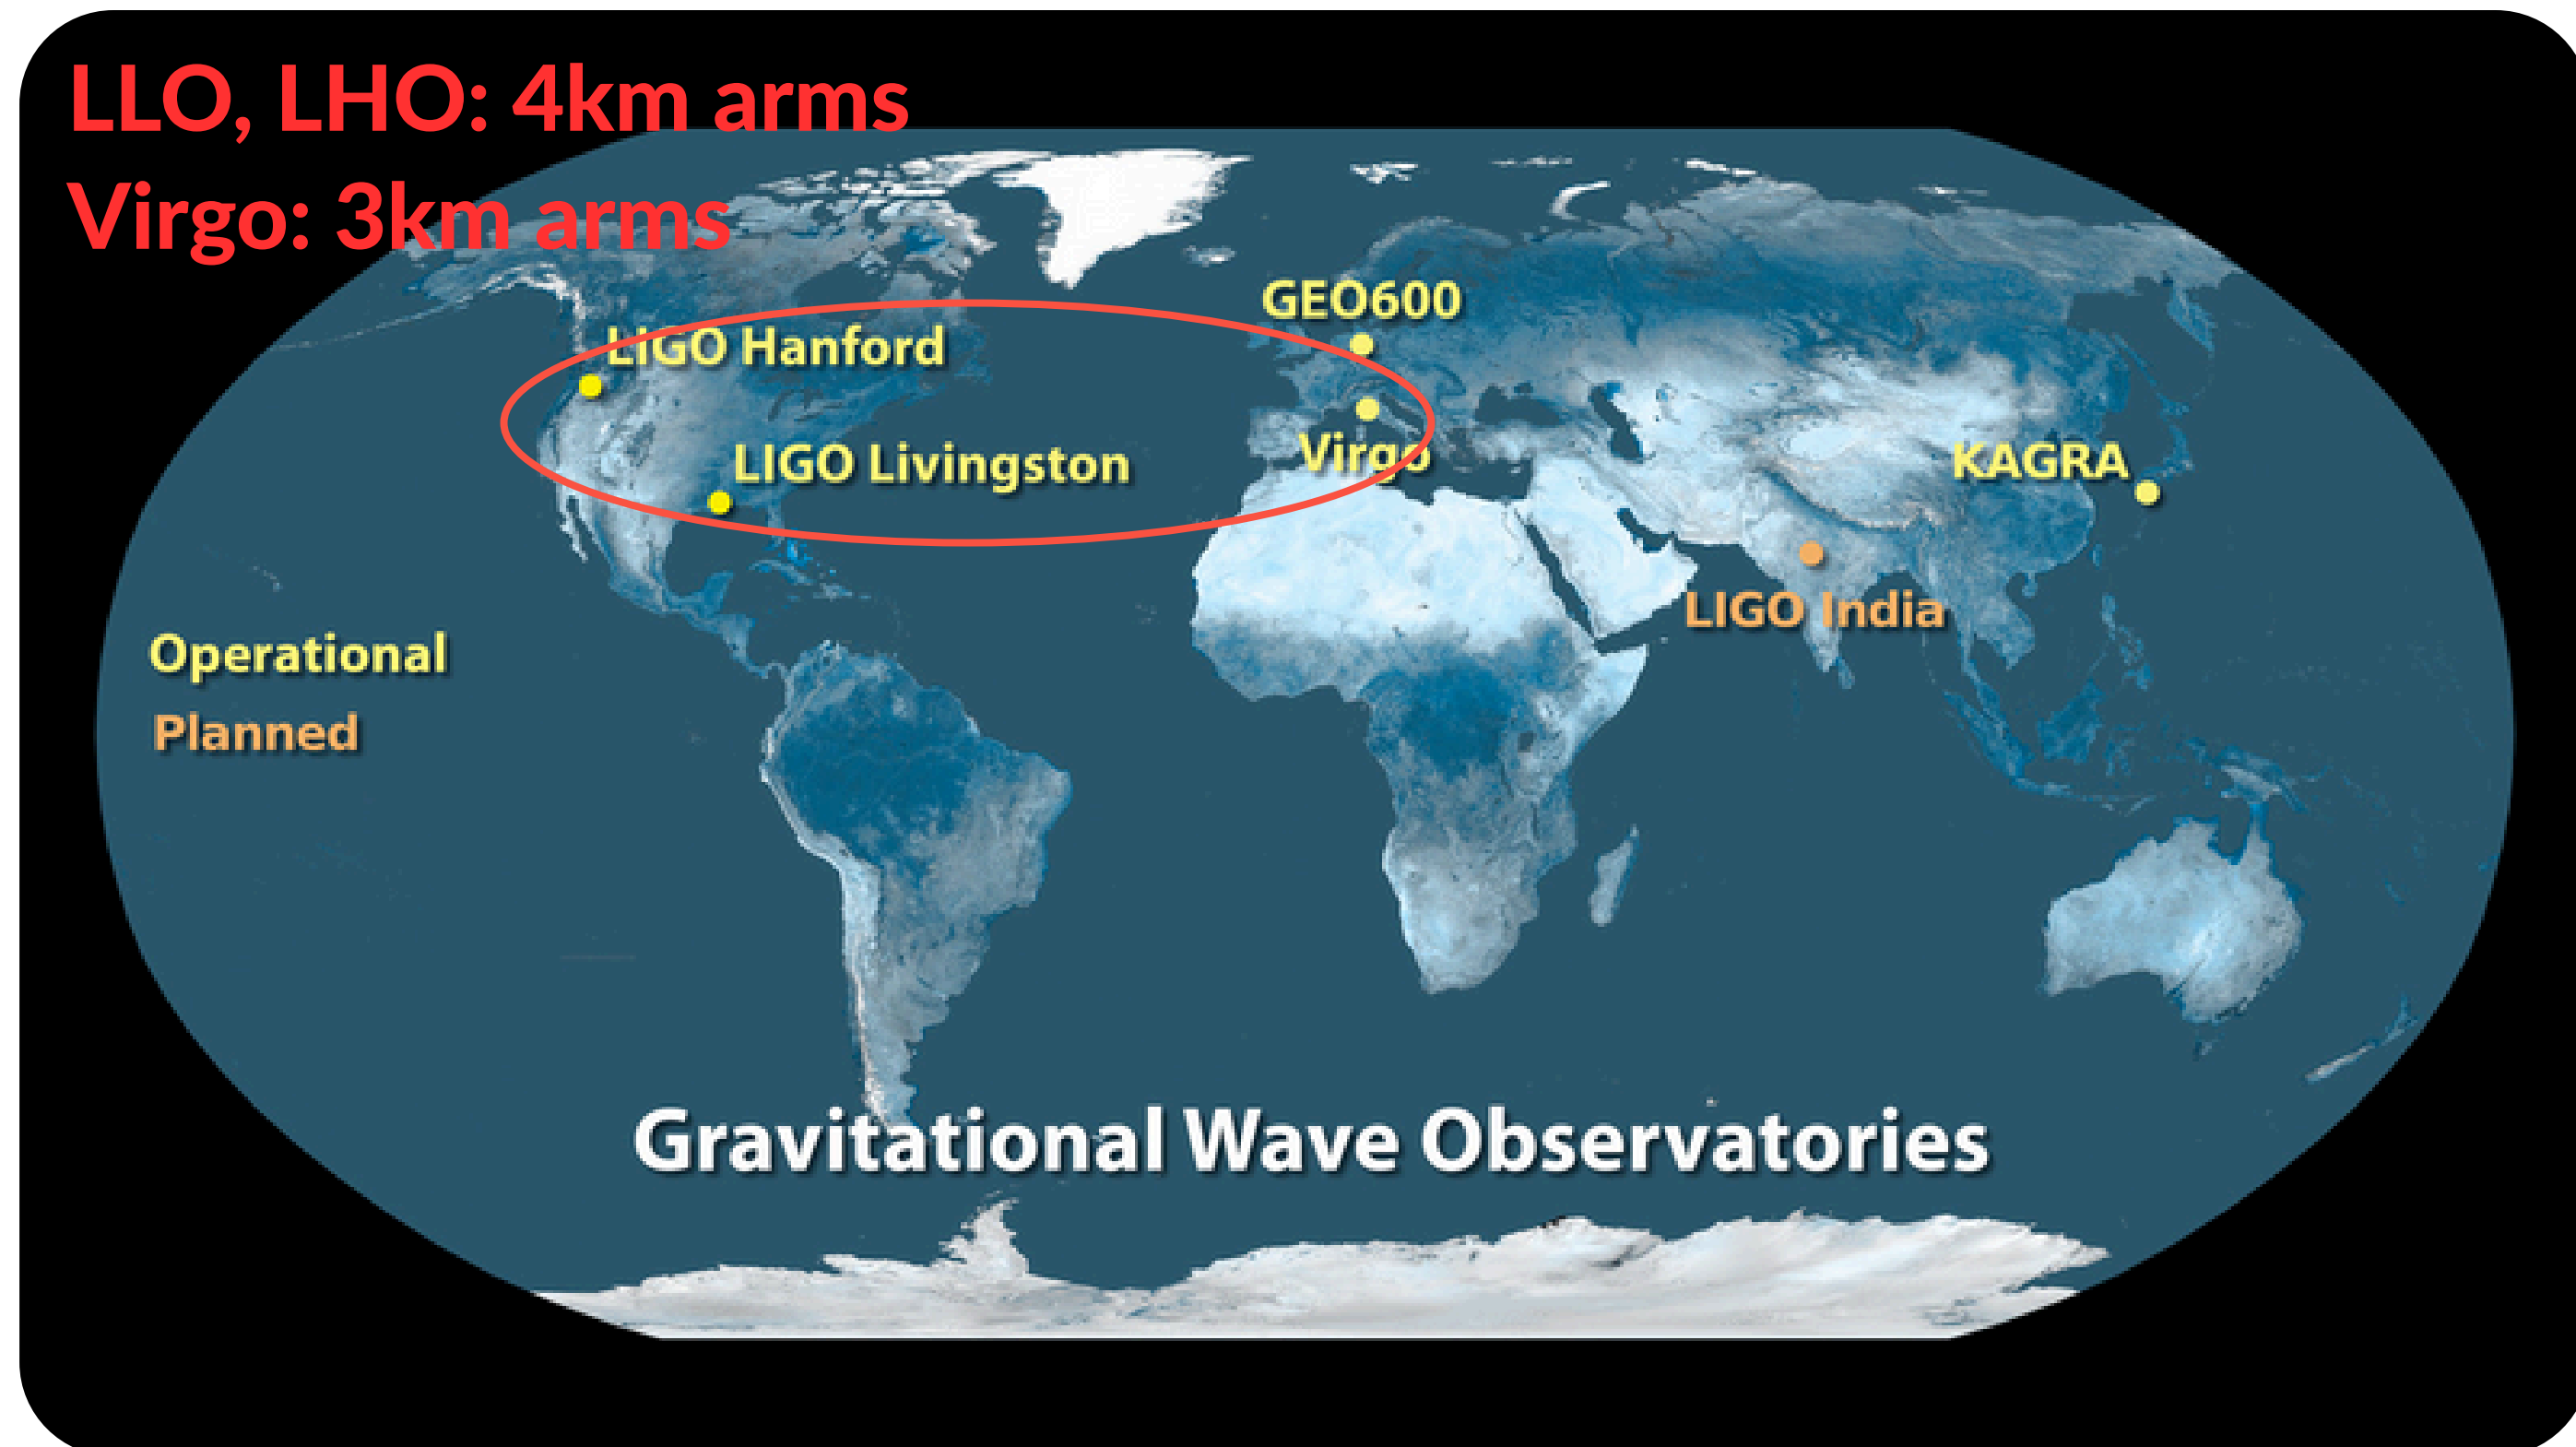 LLO, LHO: 4km arms
Virgo: 3km arms
GEO600
LIGO Hanford
LIGO Livingston
Virgo
KAGRA
LIGO India
Operational
Planned
Gravitational Wave Observatories